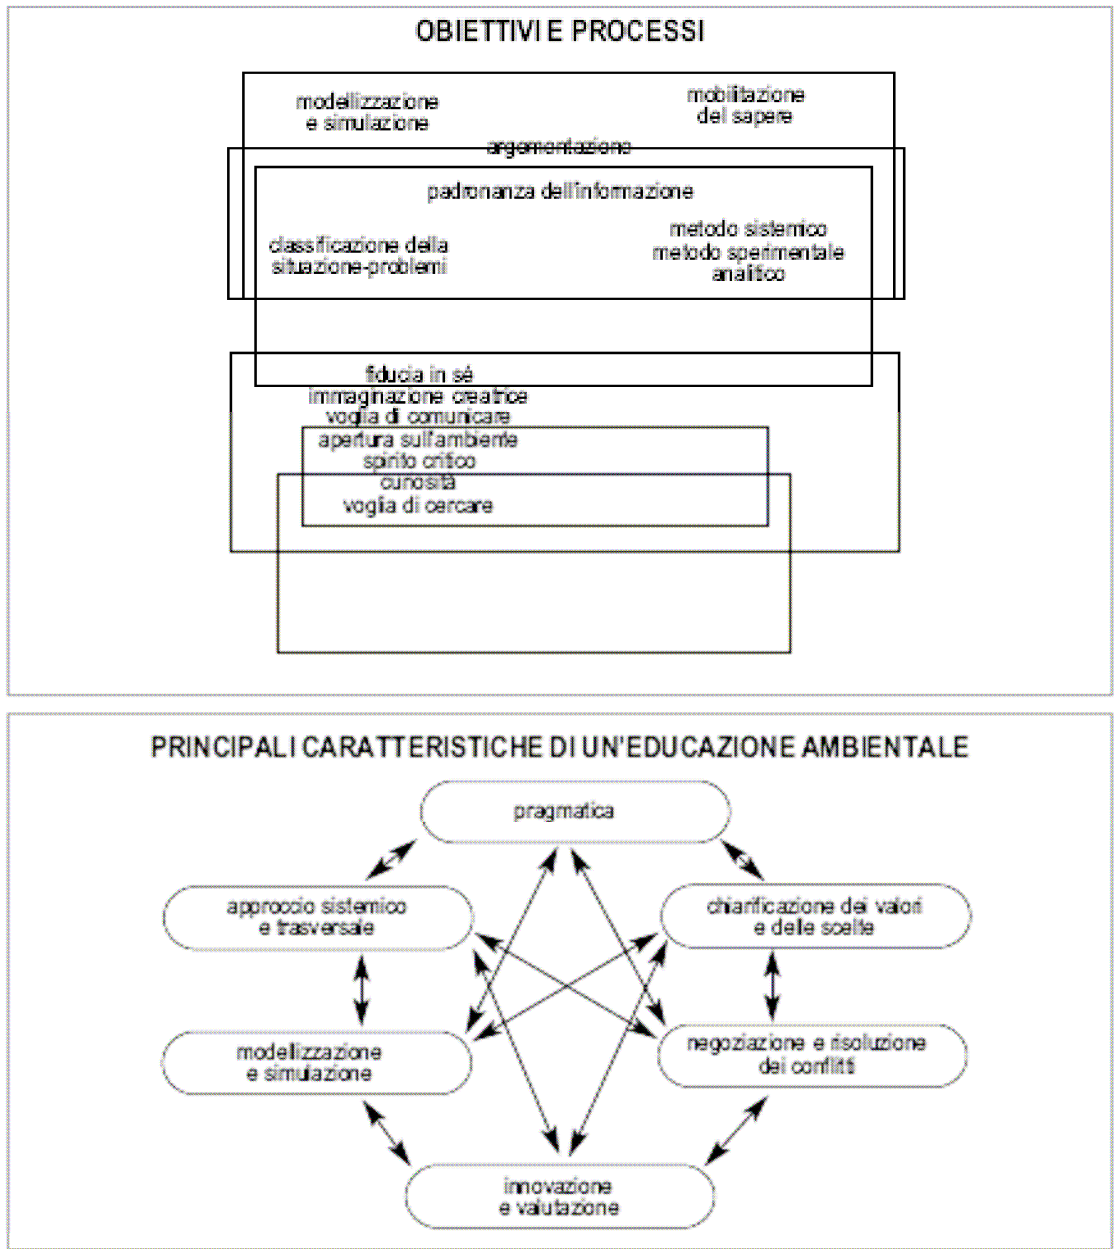 OBIETTIVI E PROCESSI
modellizzazione
e simulazione
mobilitazione
del sapere
argomentazione
padronanza dell'informazione
classificazione della
situazione-problemi
metodo sistemico
metodo sperimentale
analitico
fiducia in sé
immaginazione creatrice
voglia di comunicare
apertura sull'ambiente
spirito critico
curiosità
voglia di cercare
PRINCIPALI CARATTERISTICHE DI UN'EDUCAZIONE AMBIENTALE
pragmatica
approccio sistemico
e trasversale
chiarificazione dei valori
e delle scelte
modellizzazione
e simulazione
negoziazione e risoluzione
dei conflitti
innovazione
e valutazione